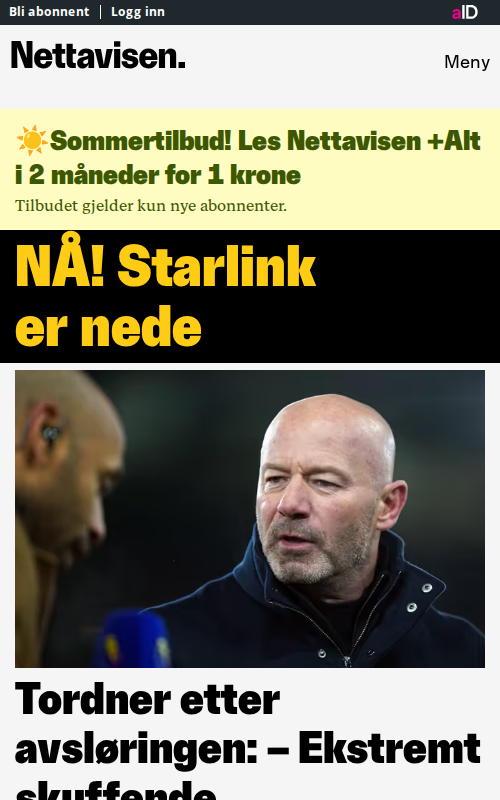 Bli abonnent | Logg inn
aID
Nettavisen.
Meny
☀️Sommertilbud! Les Nettavisen +Alt
i 2 måneder for 1 krone
Tilbudet gjelder kun nye abonnenter.
NÅ! Starlink
er nede
Tordner etter
avsløringen: – Ekstremt
skuffende